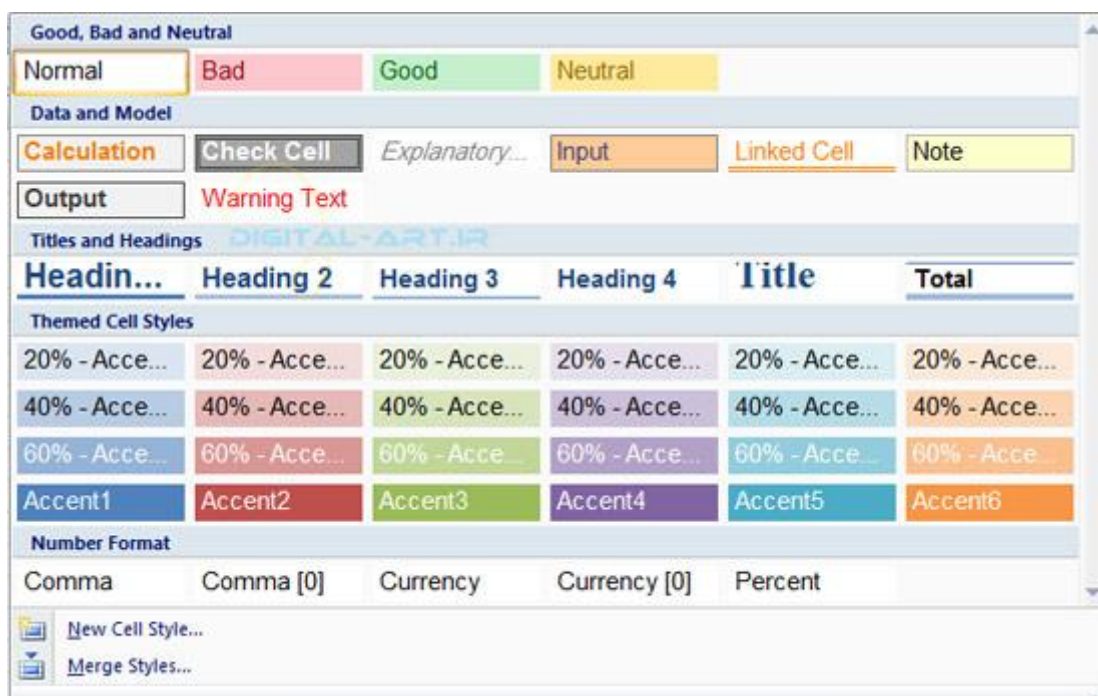 Good, Bad and Neutral
Normal Bad Good Neutral
Data and Model
Calculation Check Cell Explanatory... Input Linked Cell Note
Output Warning Text
Titles and Headings DIGITAL-ART.IR
Headin... Heading 2 Heading 3 Heading 4 Title Total
Themed Cell Styles
20% - Acce... 20% - Acce... 20% - Acce... 20% - Acce... 20% - Acce... 20% - Acce...
40% - Acce... 40% - Acce... 40% - Acce... 40% - Acce... 40% - Acce... 40% - Acce...
60% - Acce... 60% - Acce... 60% - Acce... 60% - Acce... 60% - Acce... 60% - Acce...
Accent1 Accent2 Accent3 Accent4 Accent5 Accent6
Number Format
Comma Comma [0] Currency Currency [0] Percent
New Cell Style...
Merge Styles...